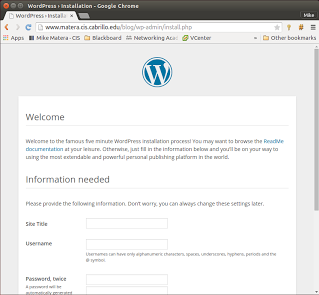 WordPress › Installation - Google Chrome
WordPress › Installa
Mike
www.matera.cis.cabrillo.edu/blog/wp-admin/install.php
Apps
Mike Matera - CIS
Blackboard
Networking Acad
VCenter
»
Other Bookmarks
Welcome
Welcome to the famous five minute WordPress installation process! You may want to browse the ReadMe
documentation at your leisure. Otherwise, just fill in the information below and you'll be on your way to
using the most extendable and powerful personal publishing platform in the world.
Information needed
Please provide the following information. Don't worry, you can always change these settings later.
Site Title
Username
Usernames can have only alphanumeric characters, spaces, underscores, hyphens, periods and the
@ symbol.
Password, twice
A password will be
automatically generated